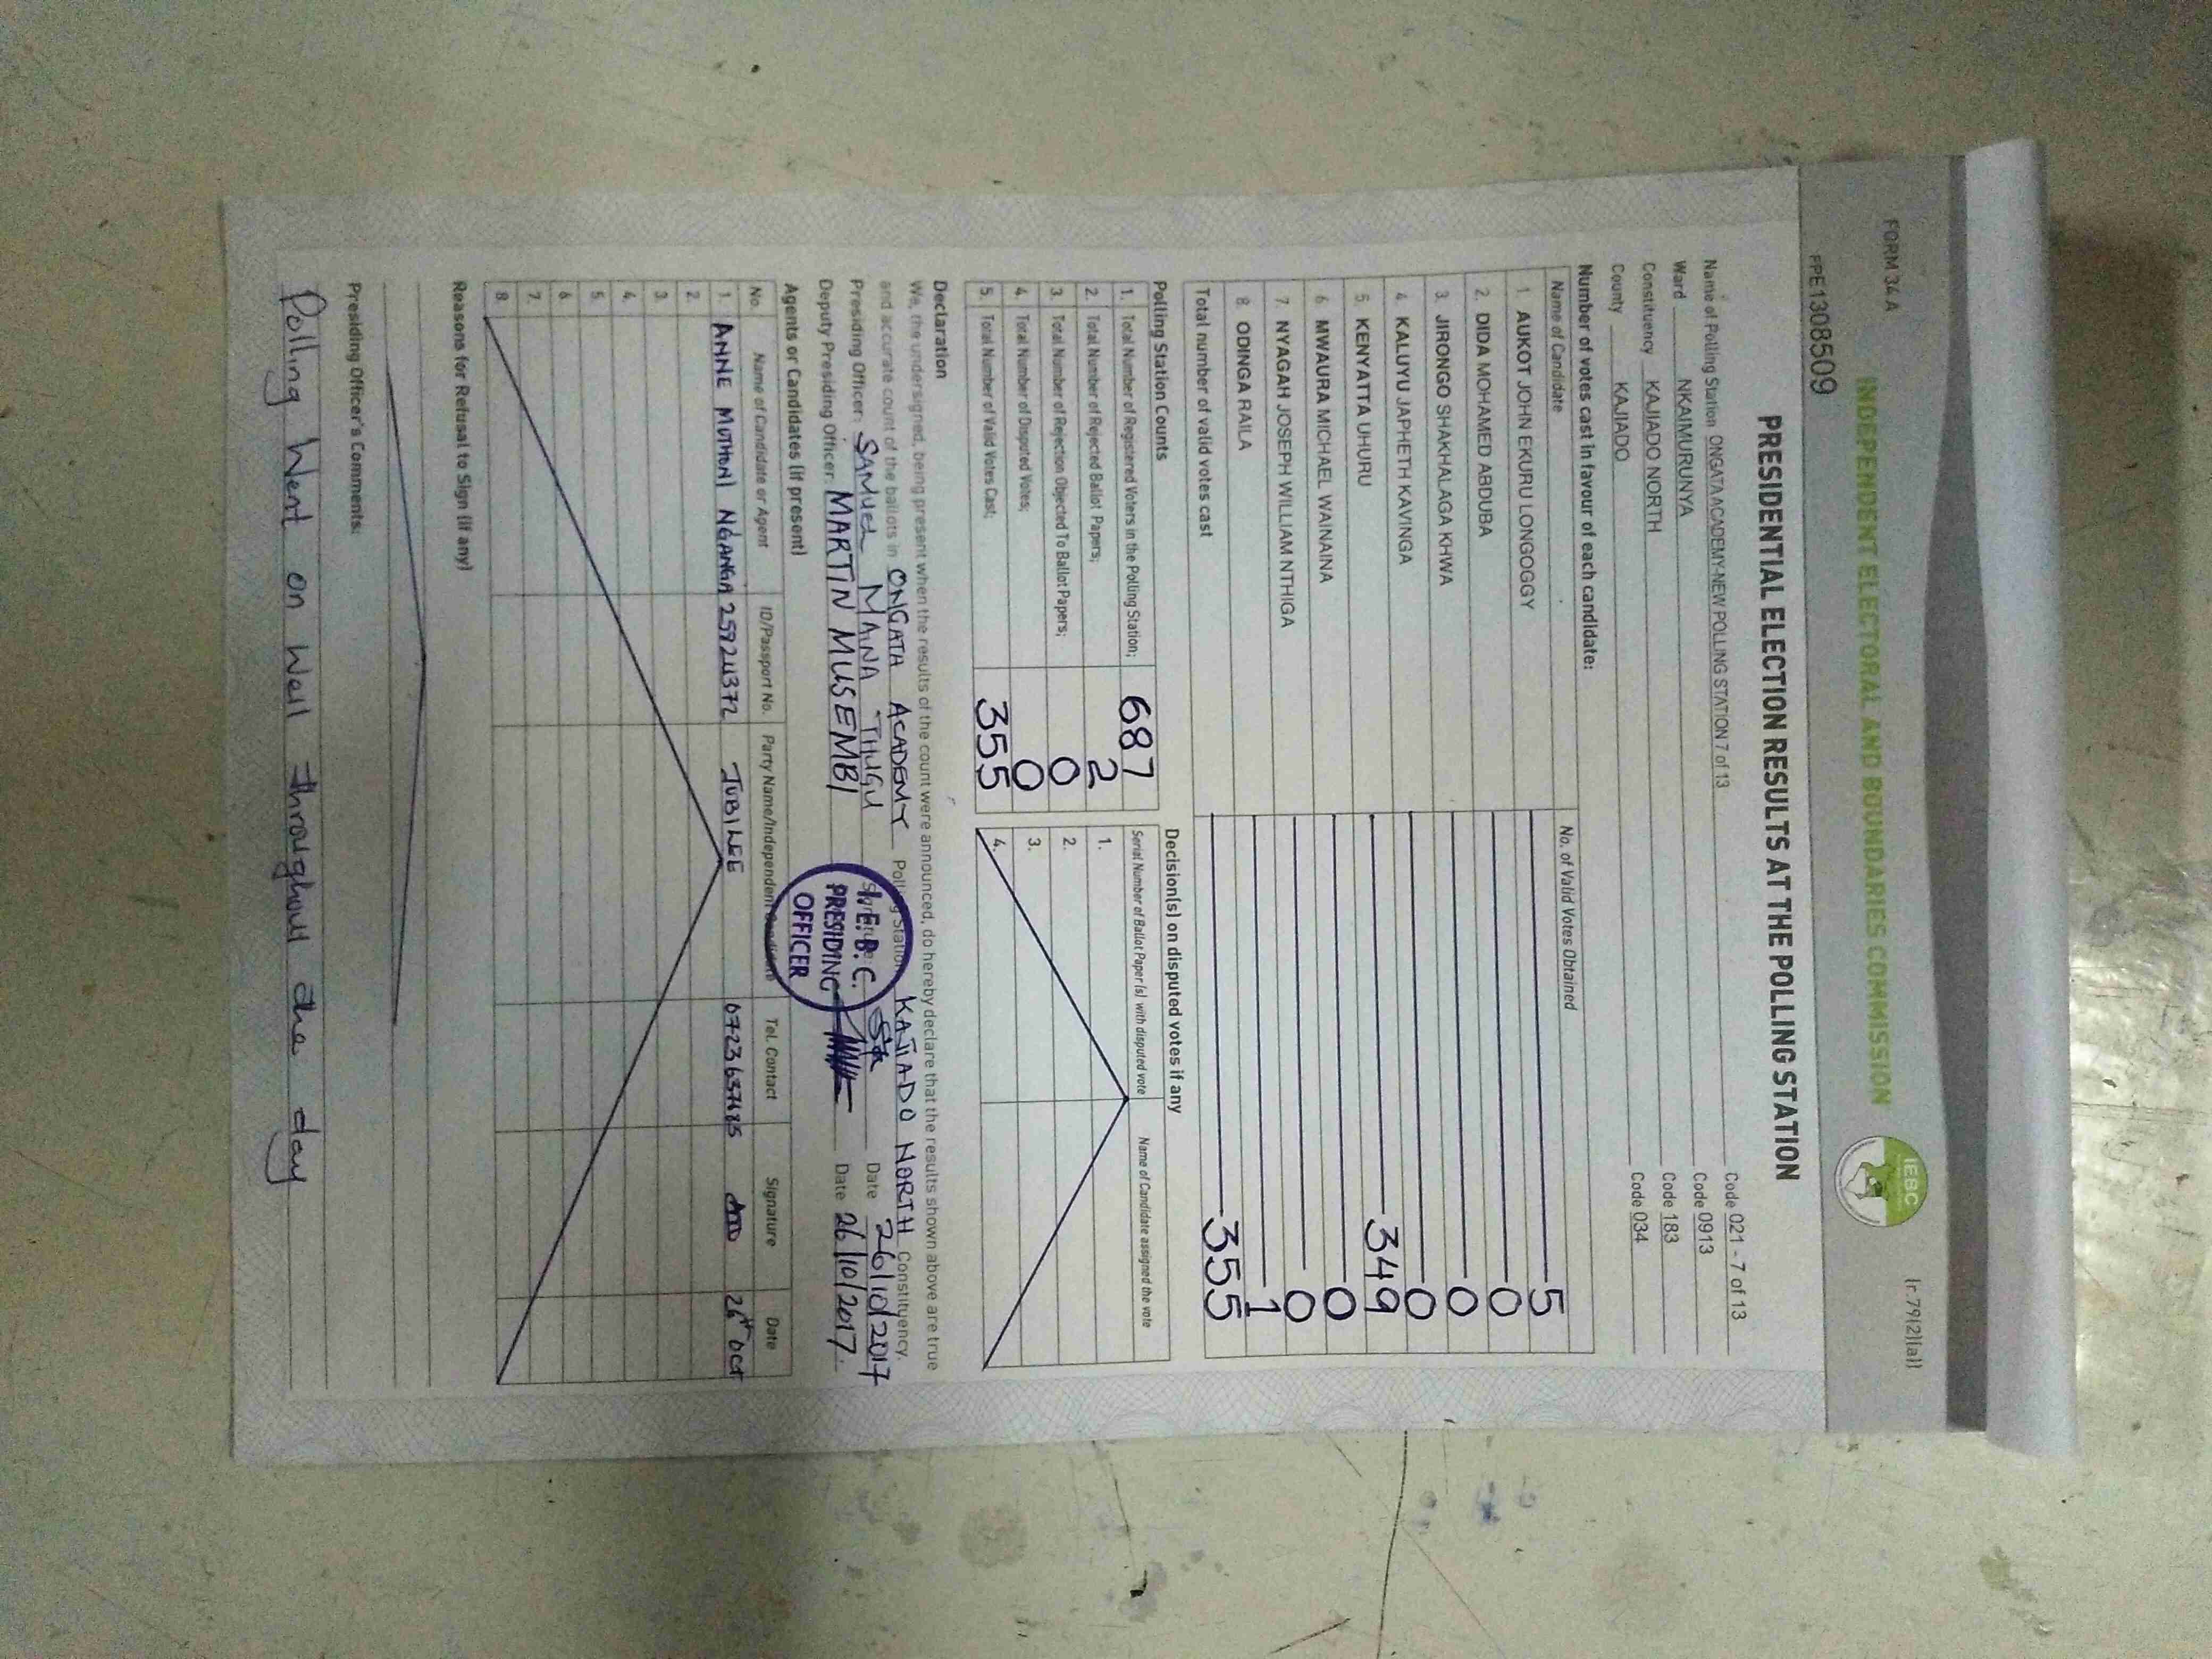 FORM 34 A
(r.79(2)(a))
INDEPENDENT ELECTORAL AND BOUNDARIES COMMISSION
IEBC
PPE1308509
PRESIDENTIAL ELECTION RESULTS AT THE POLLING STATION
Name of Polling Station ONGATA ACADEMY-NEW POLLING STATION 7 of 13 Code 021 - 7 of 13
Ward NKAIMURUNYA Code 0913
Constituency KAJIADO NORTH Code 183
County KAJIADO Code 034
Number of votes cast in favour of each candidate:
Name of Candidate No. of Valid Votes Obtained
1. AUKOT JOHN EKURU LONGOGGY 5
2. DIDA MOHAMED ABDUBA 0
3. JIRONGO SHAKHALAGA KHWA 0
4. KALUYU JAPHETH KAVINGA 0
5. KENYATTA UHURU 349
6. MWAURA MICHAEL WAINAINA 0
7. NYAGAH JOSEPH WILLIAM NTHIGA 0
8. ODINGA RAILA 1
Total number of valid votes cast 355
Polling Station Counts
1. Total Number of Registered Voters in the Polling Station; 687
2. Total Number of Rejected Ballot Papers; 2
3. Total Number of Rejection Objected To Ballot Papers; 0
4. Total Number of Disputed Votes; 0
5. Total Number of Valid Votes Cast; 355
Decision(s) on disputed votes if any
Serial Number of Ballot Paper (s) with disputed vote Name of Candidate assigned the vote
1.
2.
3.
4.
Declaration
We, the undersigned, being present when the results of the count were announced, do hereby declare that the results shown above are true
and accurate count of the ballots in ONGATA ACADEMY Polling Station KAJIADO NORTH Constituency.
Presiding Officer: SAMUEL MAINA THUGU Signature: Date 26/10/2017
Deputy Presiding Officer: MARTIN MUSEMBI Date 26/10/2017
I.E.B.C.
PRESIDING
OFFICER
Agents or Candidates (if present)
No. Name of Candidate or Agent ID/Passport No. Party Name/Independent Candidate Tel. Contact Signature Date
1. ANNE MUTHONI NGANGA 25924372 JUBILEE 0723637485 26th OCT
2.
3.
4.
5.
6.
7.
8.
Reasons for Refusal to Sign (if any)
Presiding Officer's Comments:
Polling Went on Well throughout the day